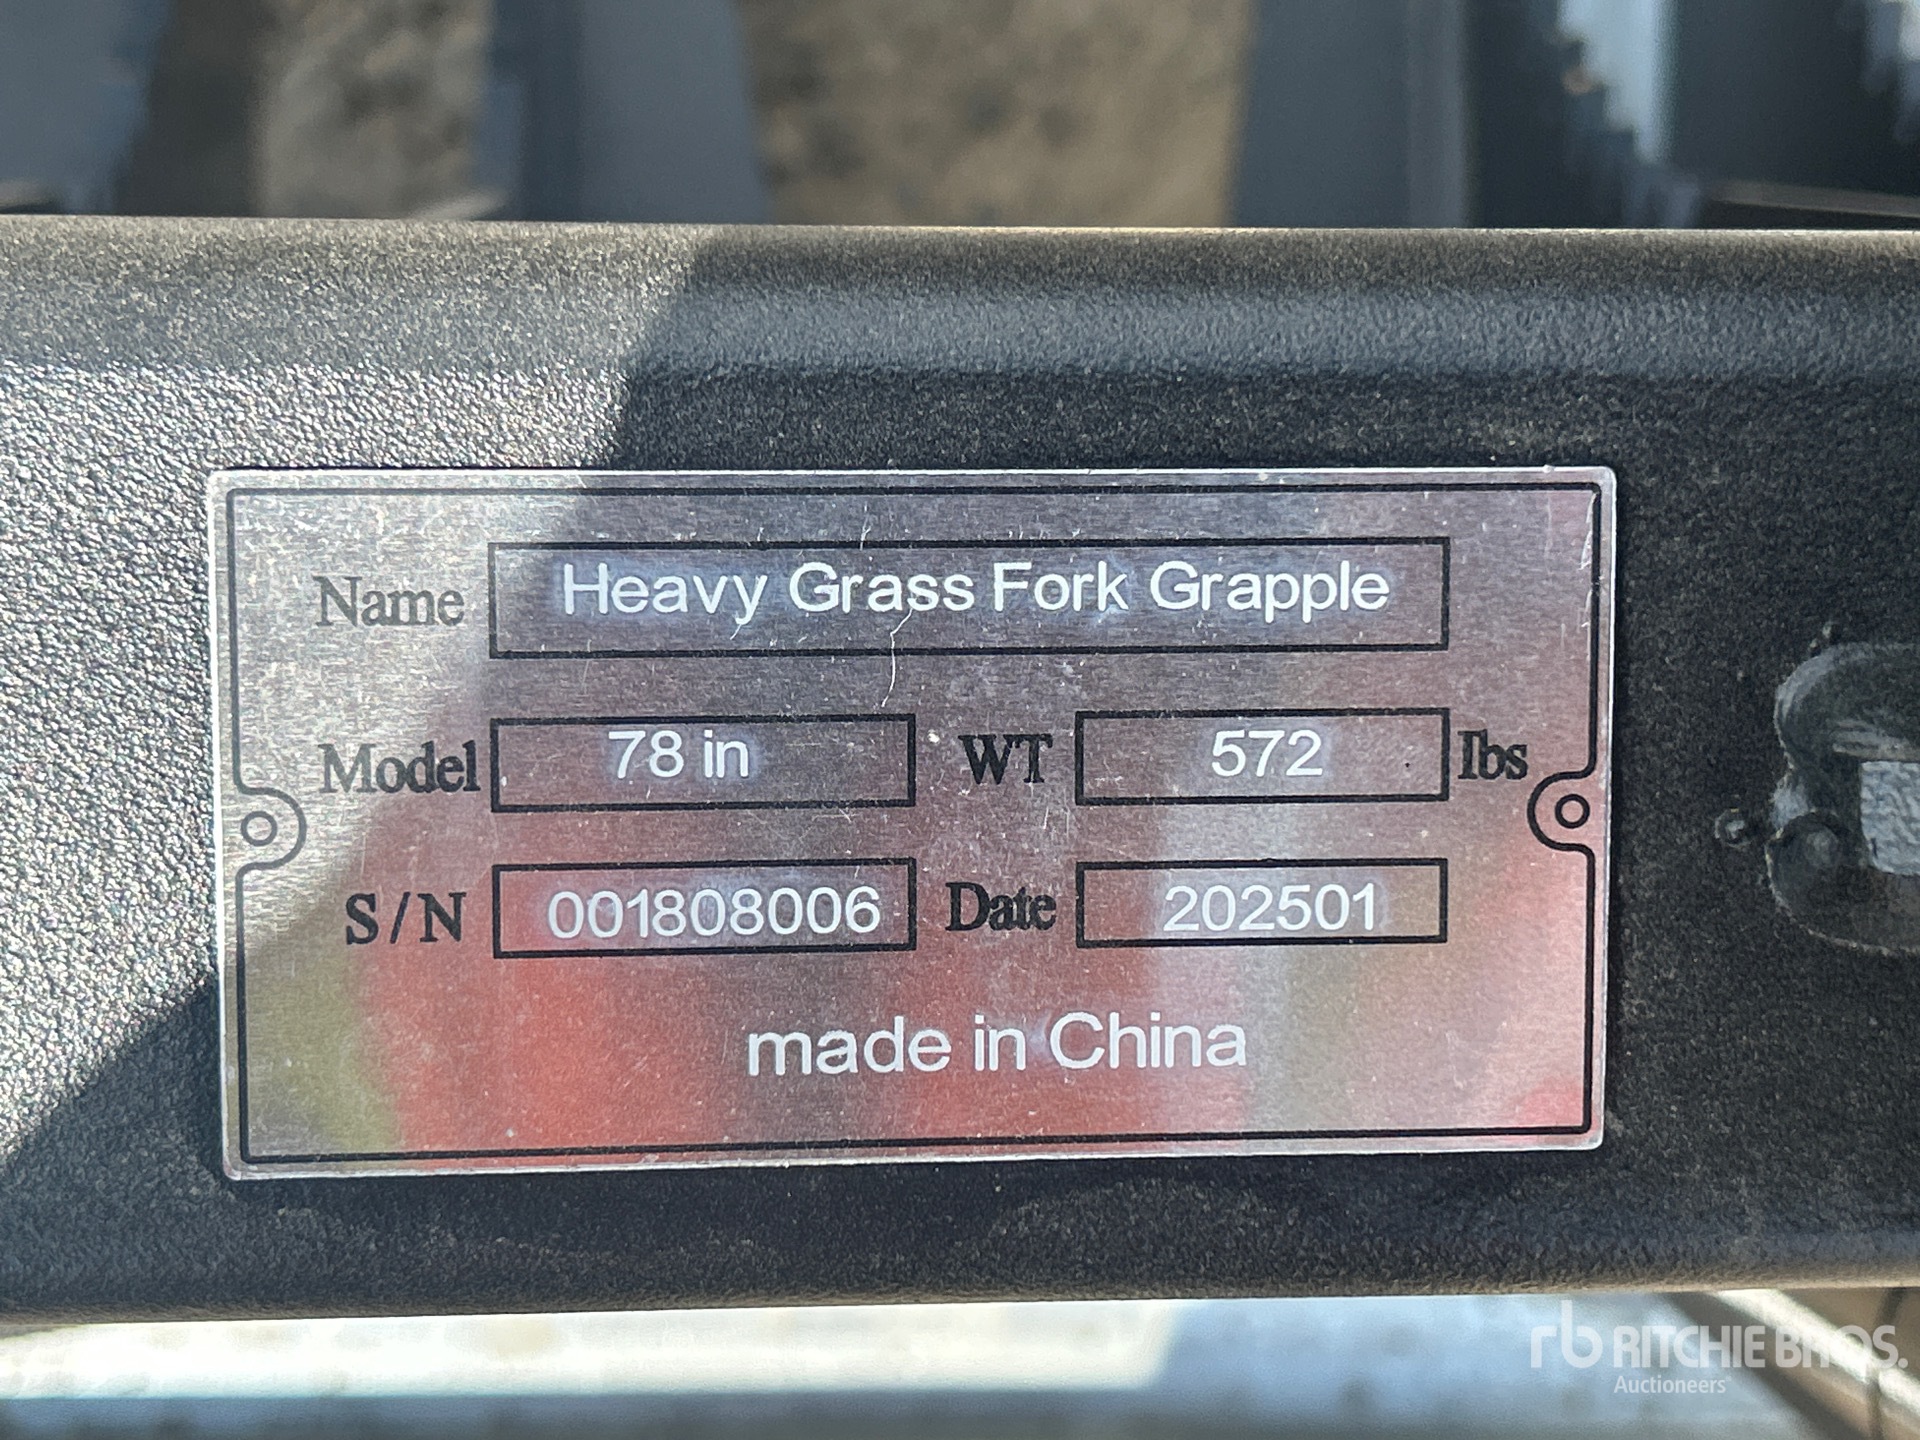 Name Heavy Grass Fork Grapple
Model 78 in WT 572 lbs
S/N 001808006 Date 202501
made in China
rb RITCHIE BROS.
Auctioneers